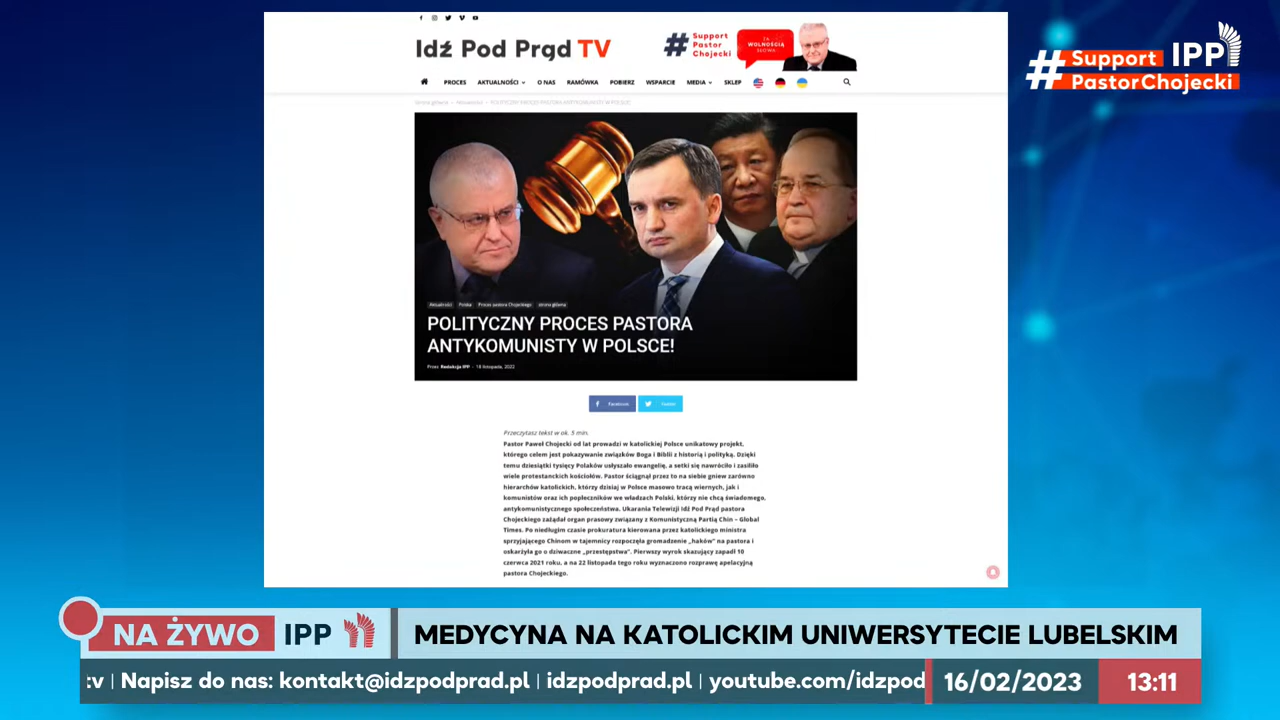 Idź Pod Prąd TV
#Support
Pastor
Chojecki
ZA
WOLNOŚCIĄ
SŁOWA
PROCES AKTUALNOŚCI O NAS RAMÓWKA POBIERZ WSPARCIE MEDIA SKLEP
Strona główna > Aktualności > POLITYCZNY PROCES PASTORA ANTYKOMUNISTY W POLSCE!
Aktualności Polska Proces pastora Chojeckiego strona główna
POLITYCZNY PROCES PASTORA
ANTYKOMUNISTY W POLSCE!
Przez Redakcja IPP - 18 listopada, 2022
Facebook Twitter
Przeczytasz tekst w ok. 5 min.
Pastor Paweł Chojecki od lat prowadzi w katolickiej Polsce unikatowy projekt,
którego celem jest pokazywanie związków Boga i Biblii z historią i polityką. Dzięki
temu dziesiątki tysięcy Polaków usłyszało ewangelię, a setki się nawróciło i zasiliło
wiele protestanckich kościołów. Pastor ściągnął przez to na siebie gniew zarówno
hierarchów katolickich, którzy dzisiaj w Polsce masowo tracą wiernych, jak i
komunistów oraz ich popleczników we władzach Polski, którzy nie chcą świadomego,
antykomunistycznego społeczeństwa. Ukarania Telewizji Idź Pod Prąd pastora
Chojeckiego zażądał organ prasowy związany z Komunistyczną Partią Chin – Global
Times. Po niedługim czasie prokuratura kierowana przez katolickiego ministra
sprzyjającego Chinom w tajemnicy rozpoczęła gromadzenie „haków” na pastora i
oskarżyła go o dziwaczne „przestępstwa”. Pierwszy wyrok skazujący zapadł 10
czerwca 2021 roku, a na 22 listopada tego roku wyznaczono rozprawę apelacyjną
pastora Chojeckiego.
#Support IPP
PastorChojecki
NA ŻYWO IPP MEDYCYNA NA KATOLICKIM UNIWERSYTECIE LUBELSKIM
tv | Napisz do nas: kontakt@idzpodprad.pl | idzpodprad.pl | youtube.com/idzpod 16/02/2023 13:11